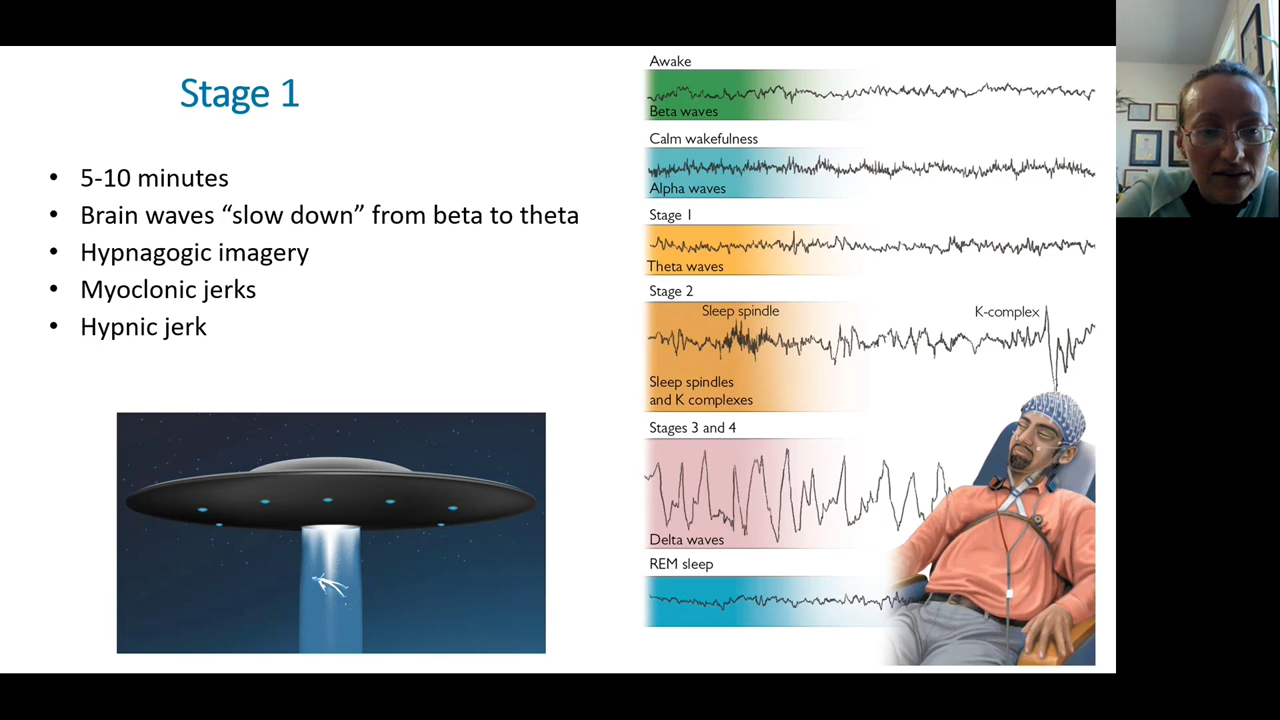 Stage 1
• 5-10 minutes
• Brain waves “slow down” from beta to theta
• Hypnagogic imagery
• Myoclonic jerks
• Hypnic jerk
Awake
Beta waves
Calm wakefulness
Alpha waves
Stage 1
Theta waves
Stage 2
Sleep spindle
K-complex
Sleep spindles
and K complexes
Stages 3 and 4
Delta waves
REM sleep